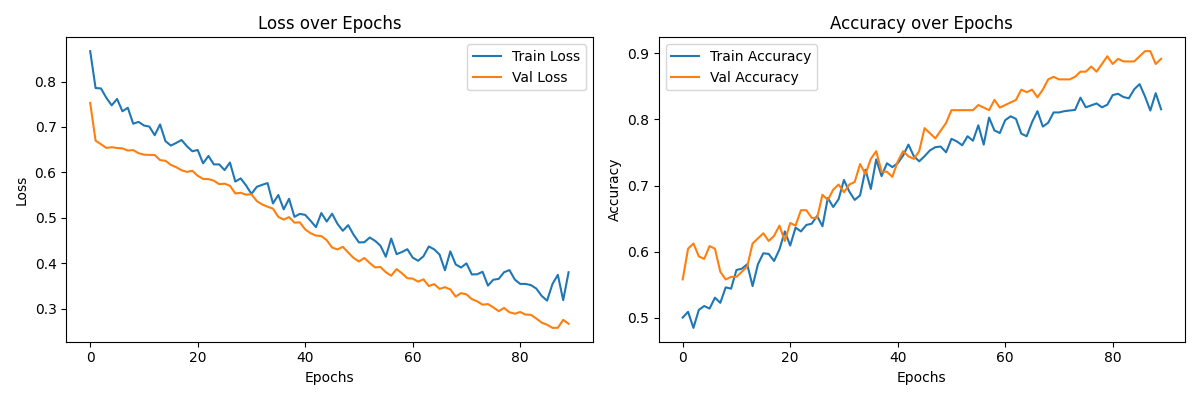 Loss over Epochs
Train Loss
Val Loss
Loss
0.8
0.7
0.6
0.5
0.4
0.3
0 20 40 60 80
Epochs
Accuracy over Epochs
Train Accuracy
Val Accuracy
Accuracy
0.9
0.8
0.7
0.6
0.5
0 20 40 60 80
Epochs